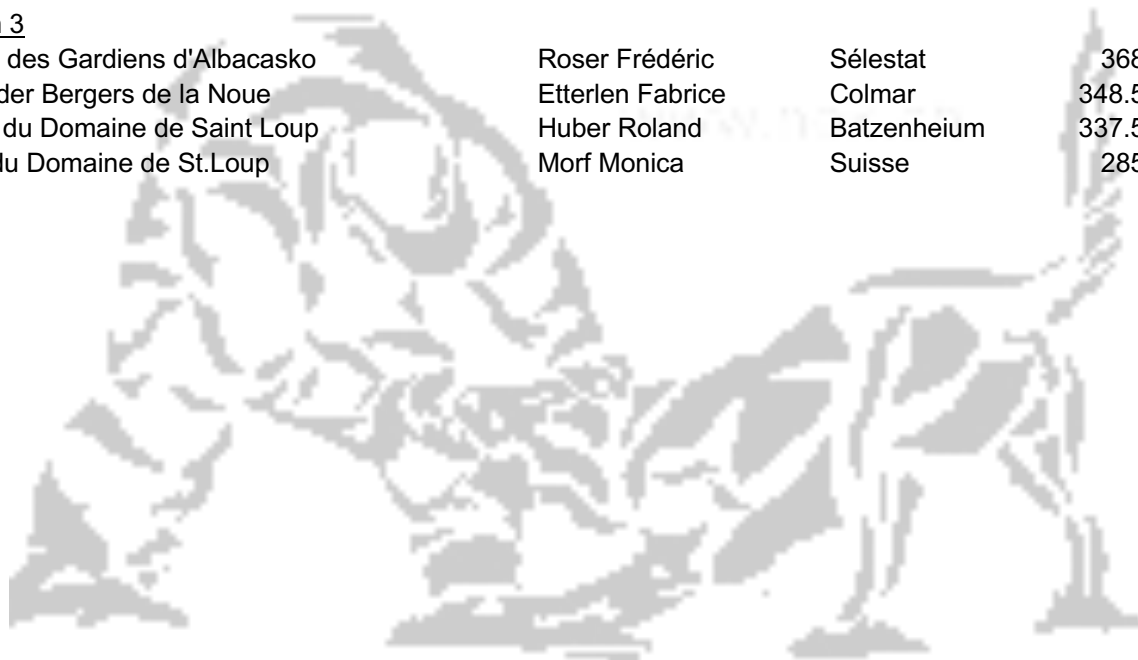 3
des Gardiens d'Albacasko Roser Frédéric Sélestat 368
der Bergers de la Noue Etterlen Fabrice Colmar 348.5
du Domaine de Saint Loup Huber Roland Batzenheium 337.5
du Domaine de St.Loup Morf Monica Suisse 285